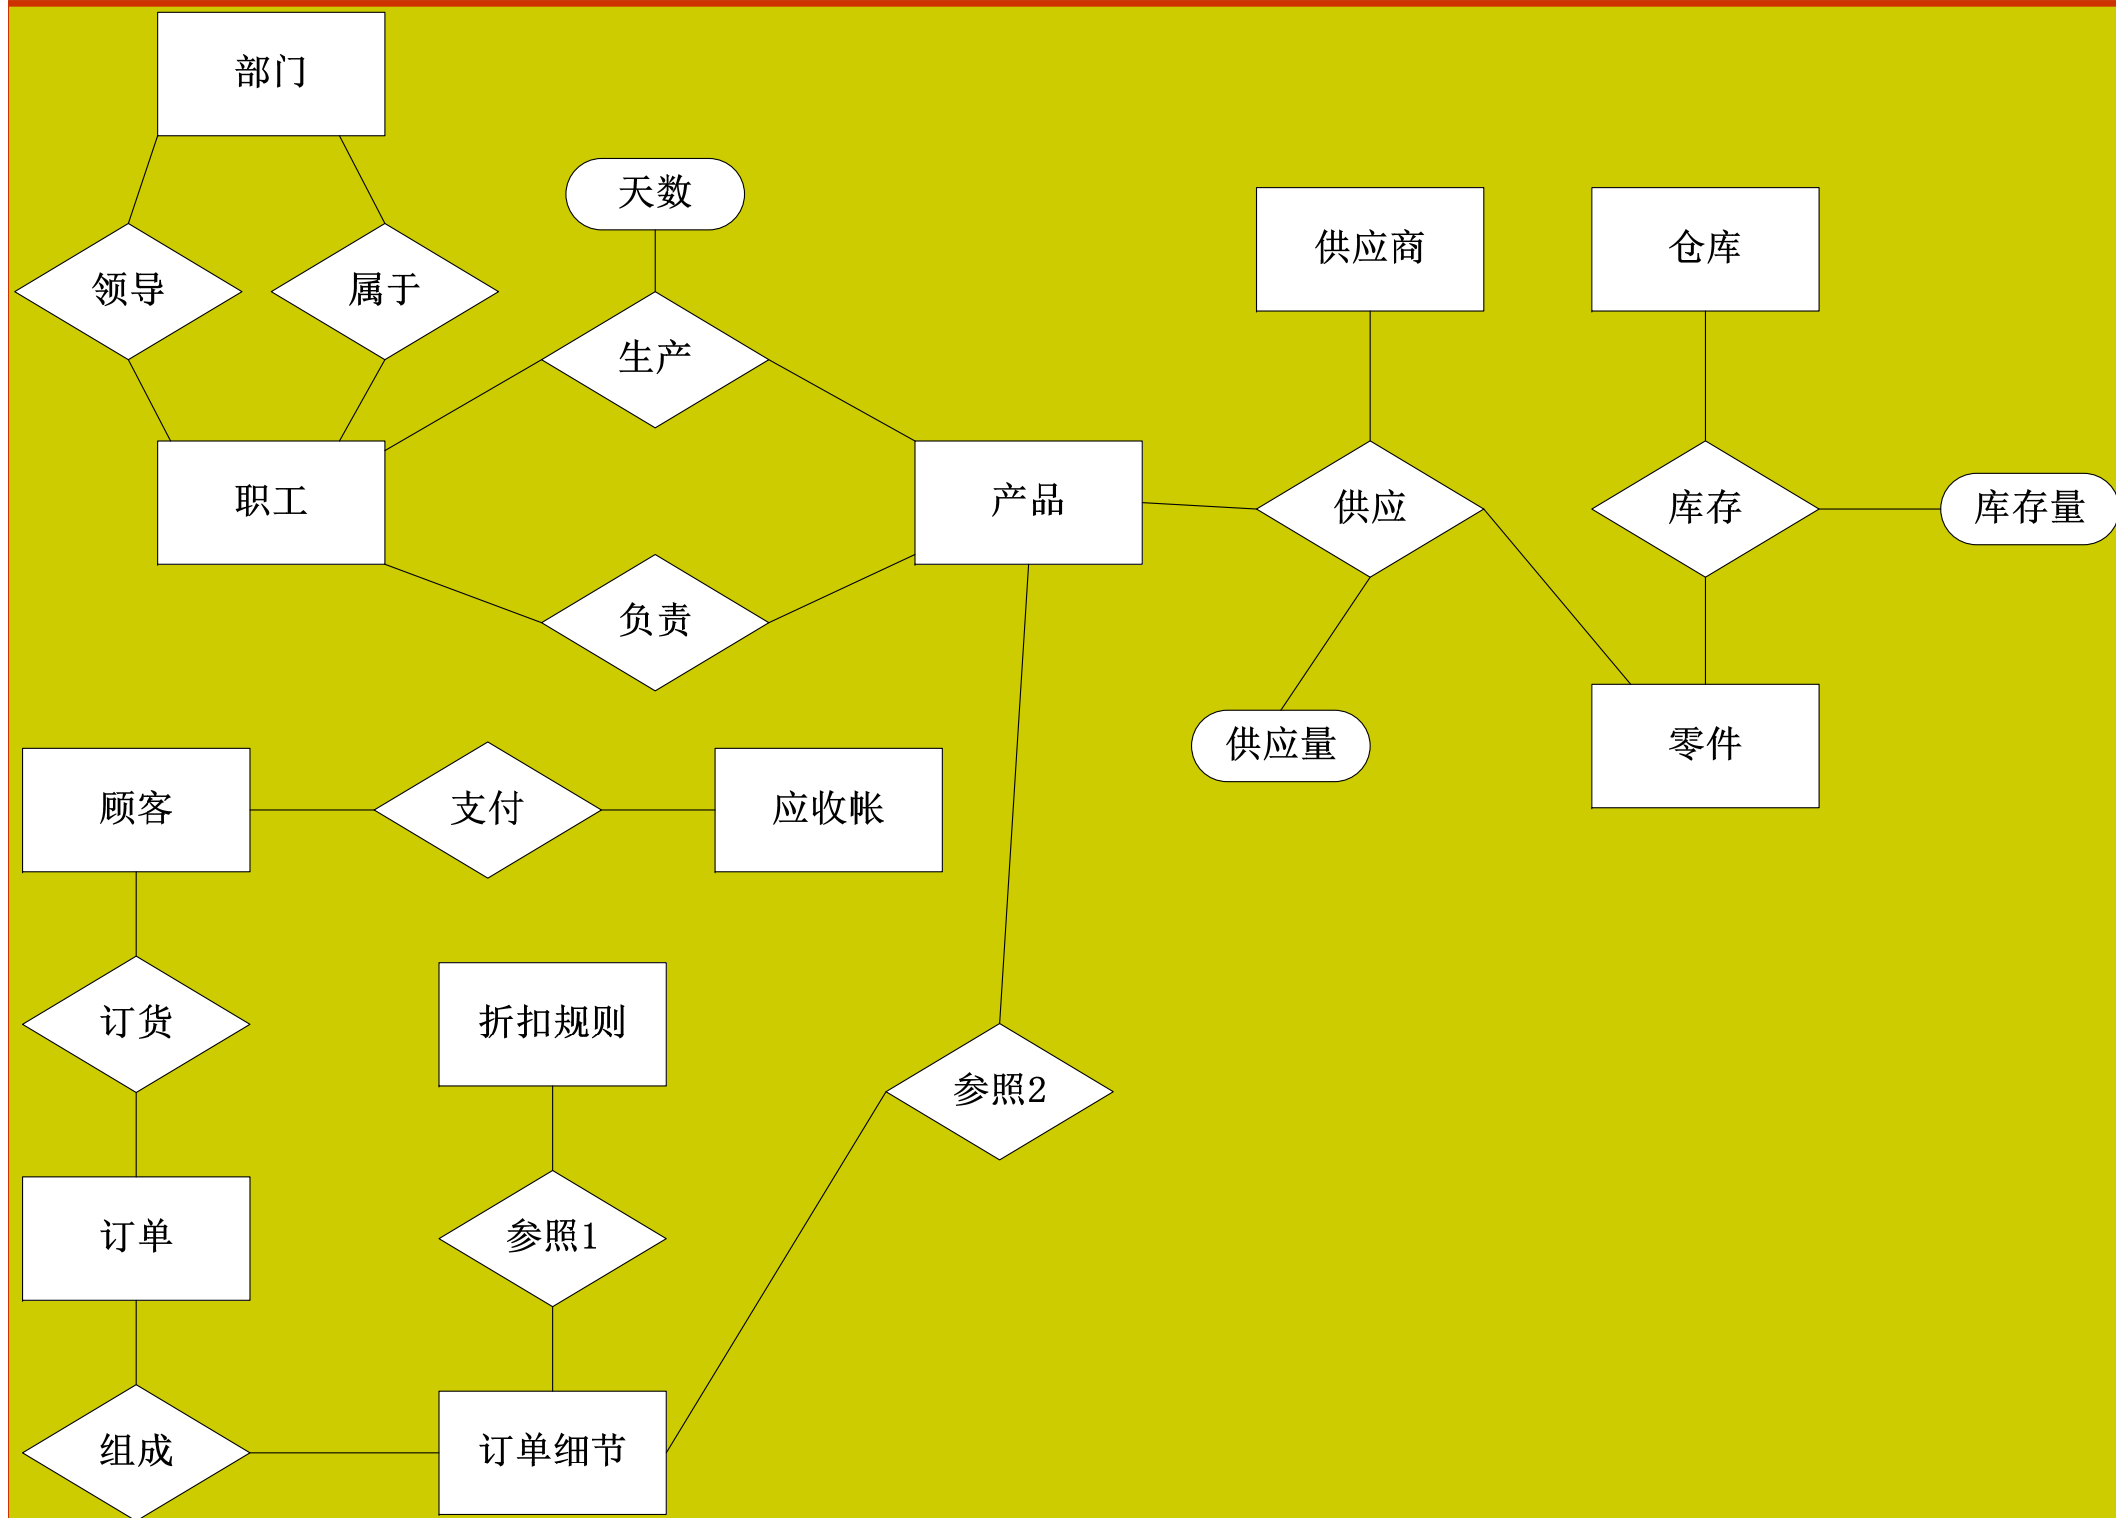 部门
天数
供应商
仓库
领导
属于
生产
职工
产品
供应
库存
库存量
负责
供应量
零件
顾客
支付
应收帐
订货
折扣规则
参照2
订单
参照1
组成
订单细节